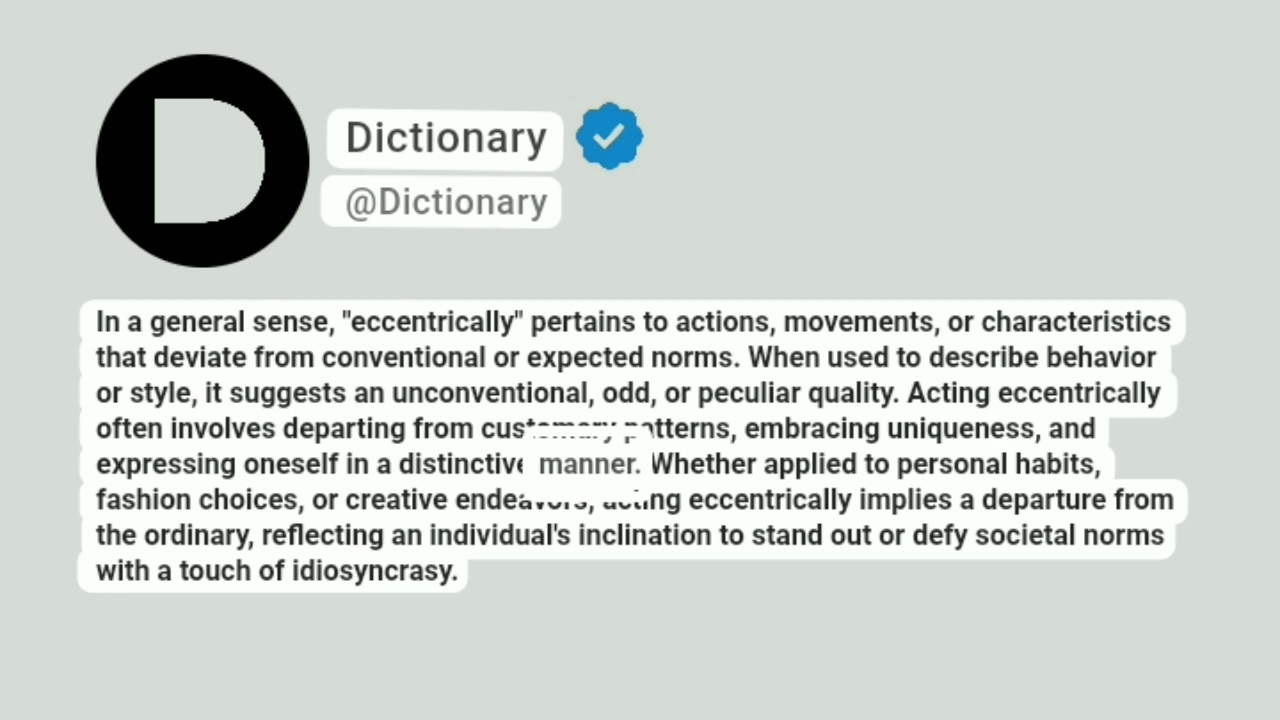 D
Dictionary
@Dictionary
In a general sense, "eccentrically" pertains to actions, movements, or characteristics
that deviate from conventional or expected norms. When used to describe behavior
or style, it suggests an unconventional, odd, or peculiar quality. Acting eccentrically
often involves departing from customary patterns, embracing uniqueness, and
expressing oneself in a distinctive manner. Whether applied to personal habits,
fashion choices, or creative endeavors, acting eccentrically implies a departure from
the ordinary, reflecting an individual's inclination to stand out or defy societal norms
with a touch of idiosyncrasy.